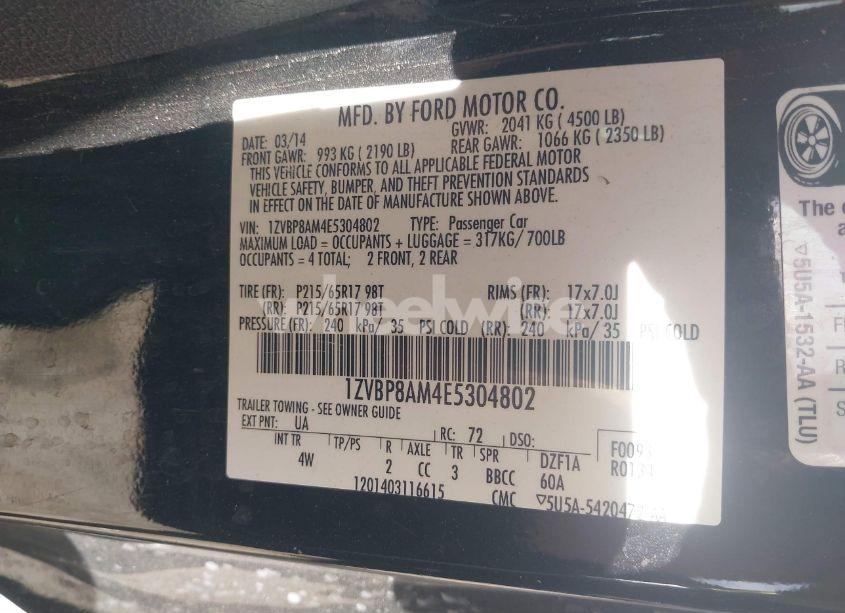 MFD. BY FORD MOTOR CO.
DATE: 03/14 GVWR: 2041 KG ( 4500 LB)
FRONT GAWR: 993 KG ( 2190 LB) REAR GAWR: 1066 KG ( 2350 LB)
THIS VEHICLE CONFORMS TO ALL APPLICABLE FEDERAL MOTOR
VEHICLE SAFETY, BUMPER, AND THEFT PREVENTION STANDARDS
IN EFFECT ON THE DATE OF MANUFACTURE SHOWN ABOVE.
VIN: 1ZVBP8AM4E5304802 TYPE: Passenger Car
MAXIMUM LOAD = OCCUPANTS + LUGGAGE = 317KG/700LB
OCCUPANTS = 4 TOTAL; 2 FRONT, 2 REAR
TIRE (FR): P215/65R17 98T RIMS (FR): 17x7.0J
(RR): P215/65R17 98T (RR): 17x7.0J
PRESSURE (FR): 240 kPa/ 35 PSI COLD (RR): 240 kPa/ 35 PSI COLD
wheelwise
1ZVBP8AM4E5304802
TRAILER TOWING - SEE OWNER GUIDE
EXT PNT: UA RC: 72 DSO:
INT TR TP/PS R AXLE TR SPR DZF1A
4W 2 CC 3 BBCC 60A
1201403116615 CMC
▽5U5A-1532-AA (TLU)
The